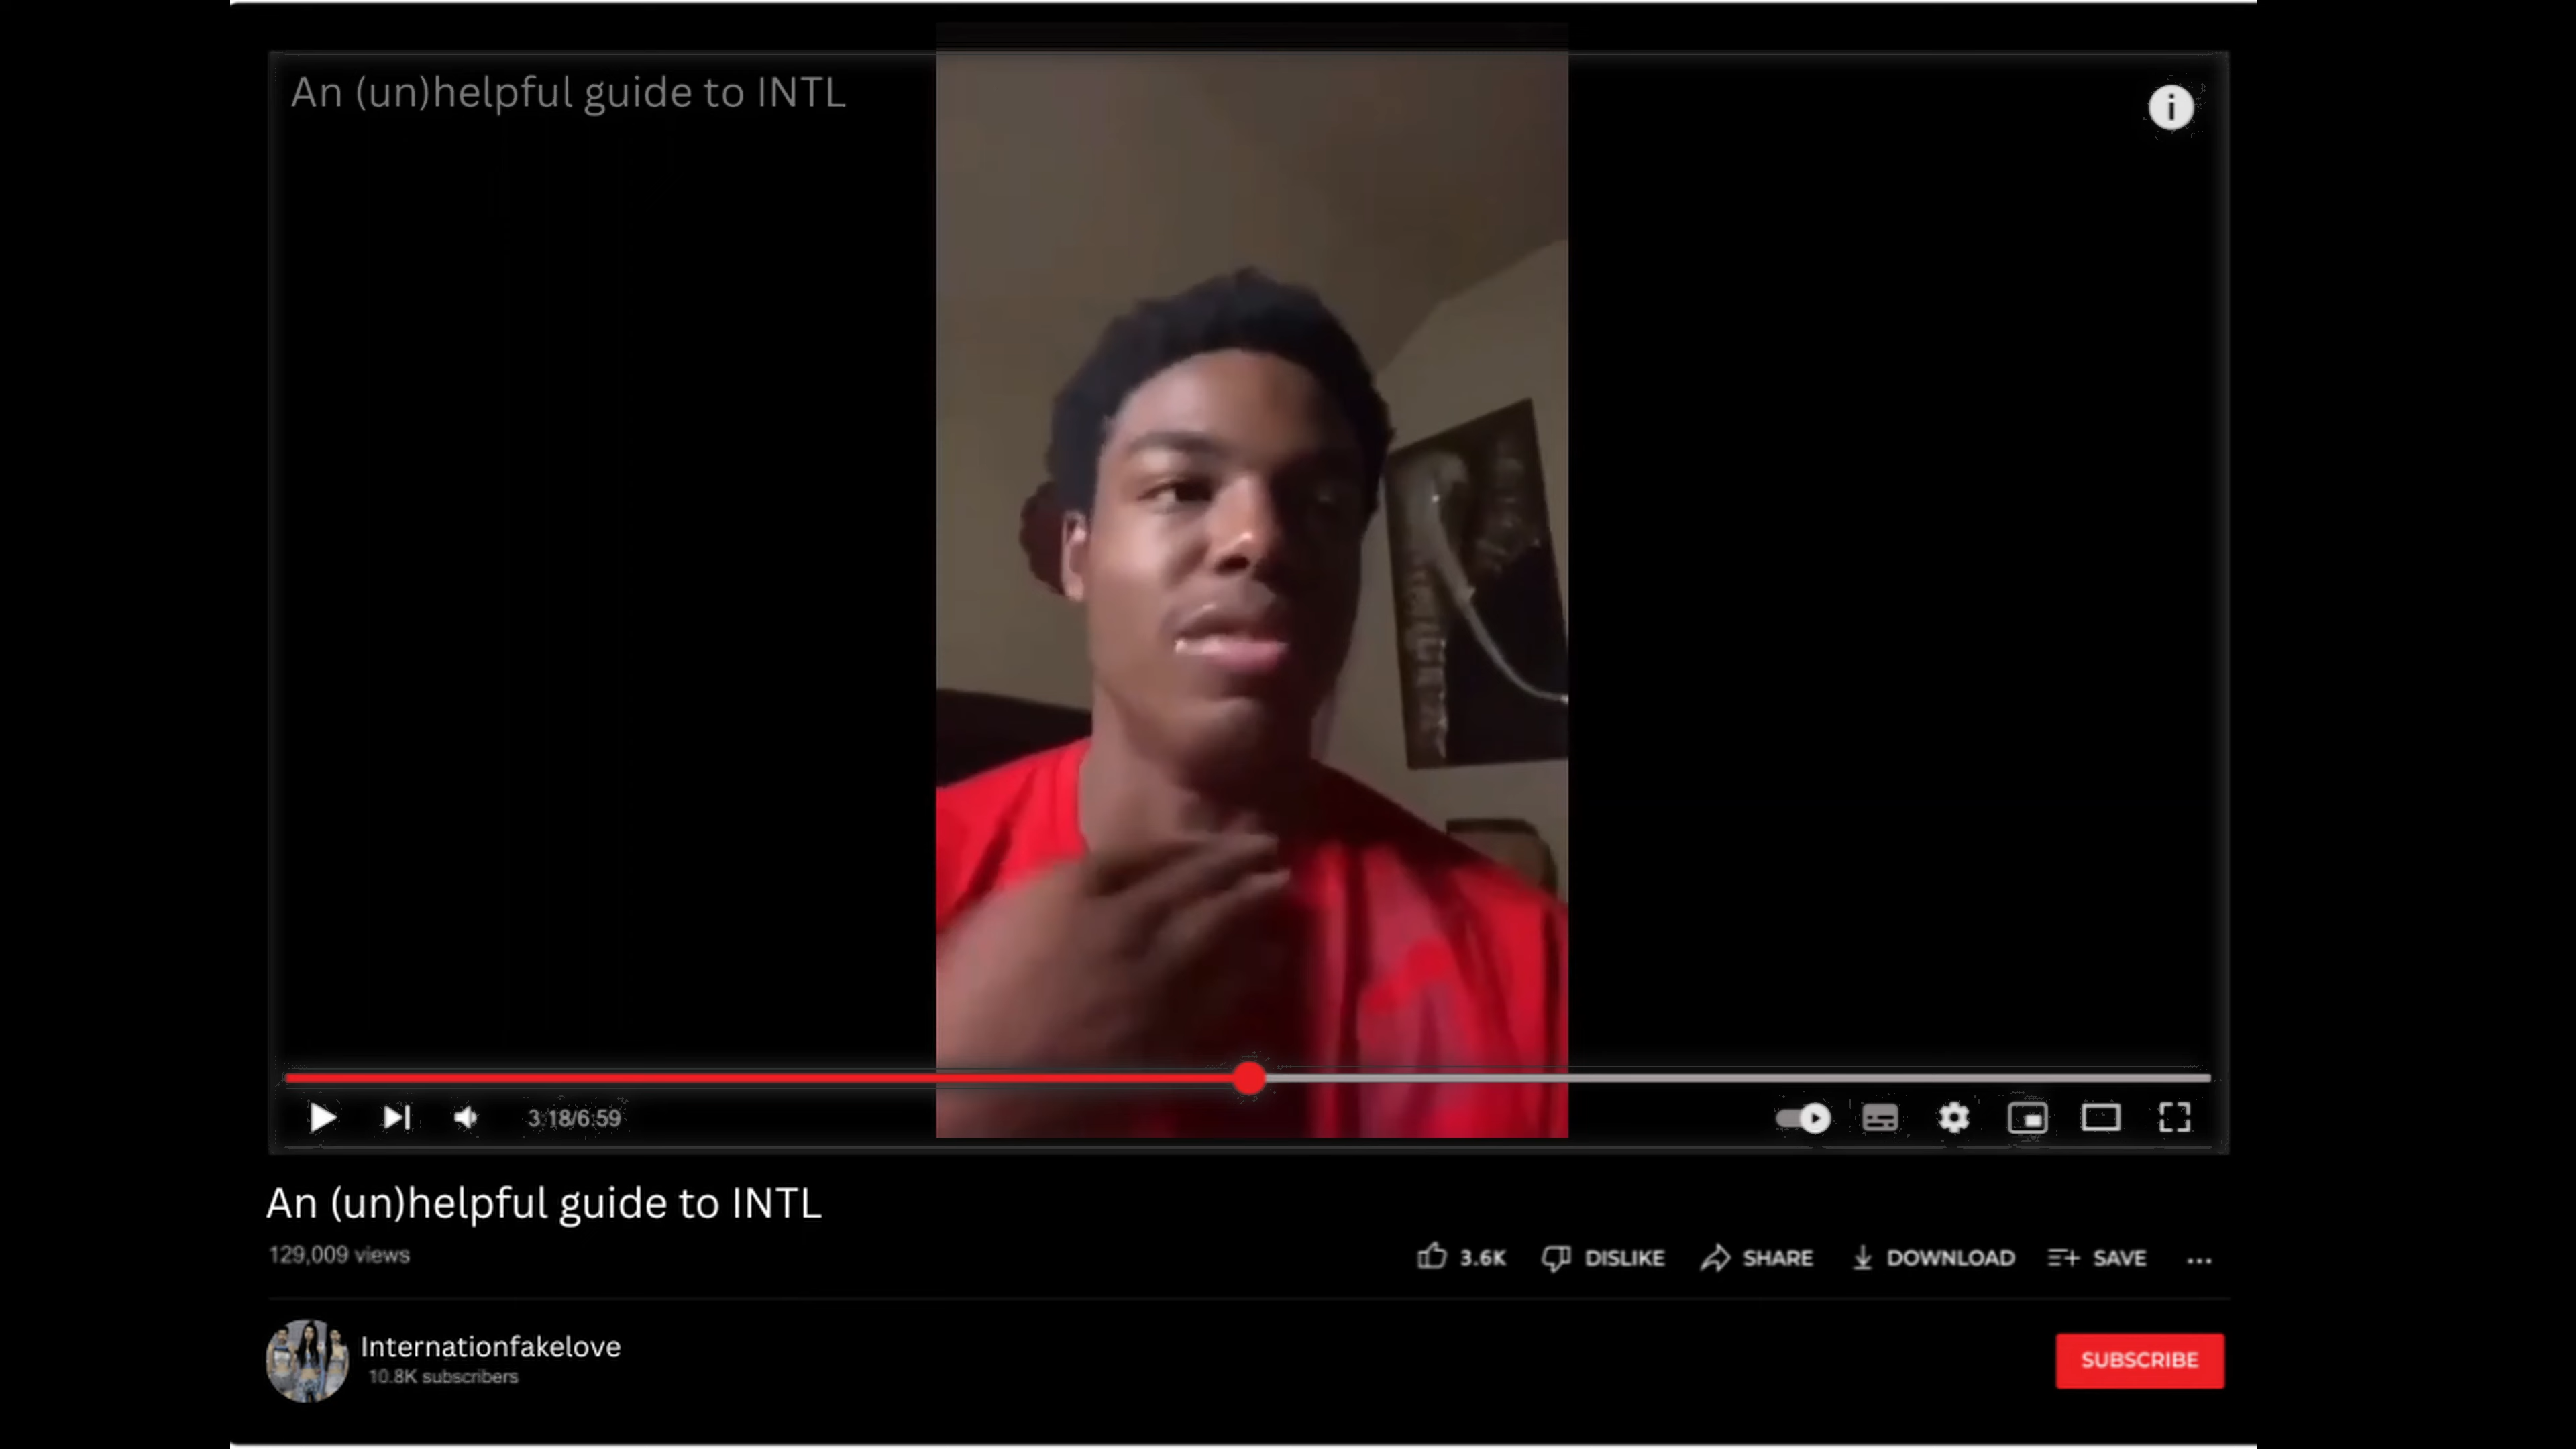 An (un)helpful guide to INTL
3:18/6:59
An (un)helpful guide to INTL
129,009 views
3.6K
DISLIKE
SHARE
DOWNLOAD
SAVE
Internationfakelove
10.8K subscribers
SUBSCRIBE